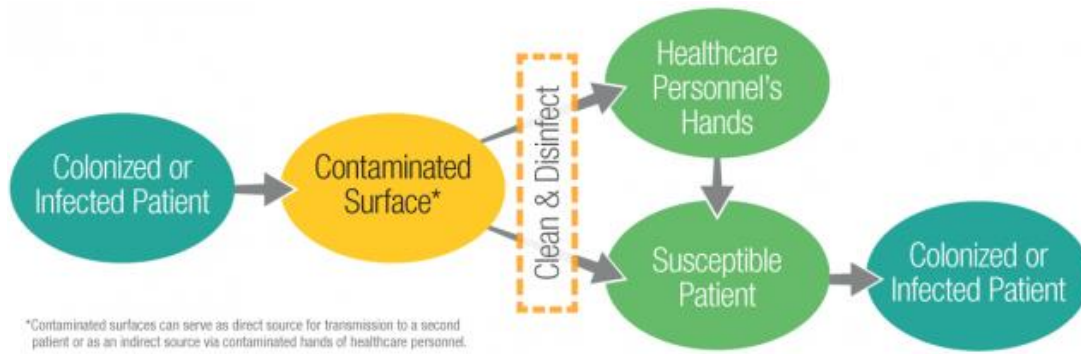 Colonized or
Infected Patient
Contaminated
Surface*
Clean & Disinfect
Healthcare
Personnel's
Hands
Susceptible
Patient
Colonized or
Infected Patient
*Contaminated surfaces can serve as direct source for transmission to a second
patient or as an indirect source via contaminated hands of healthcare personnel.